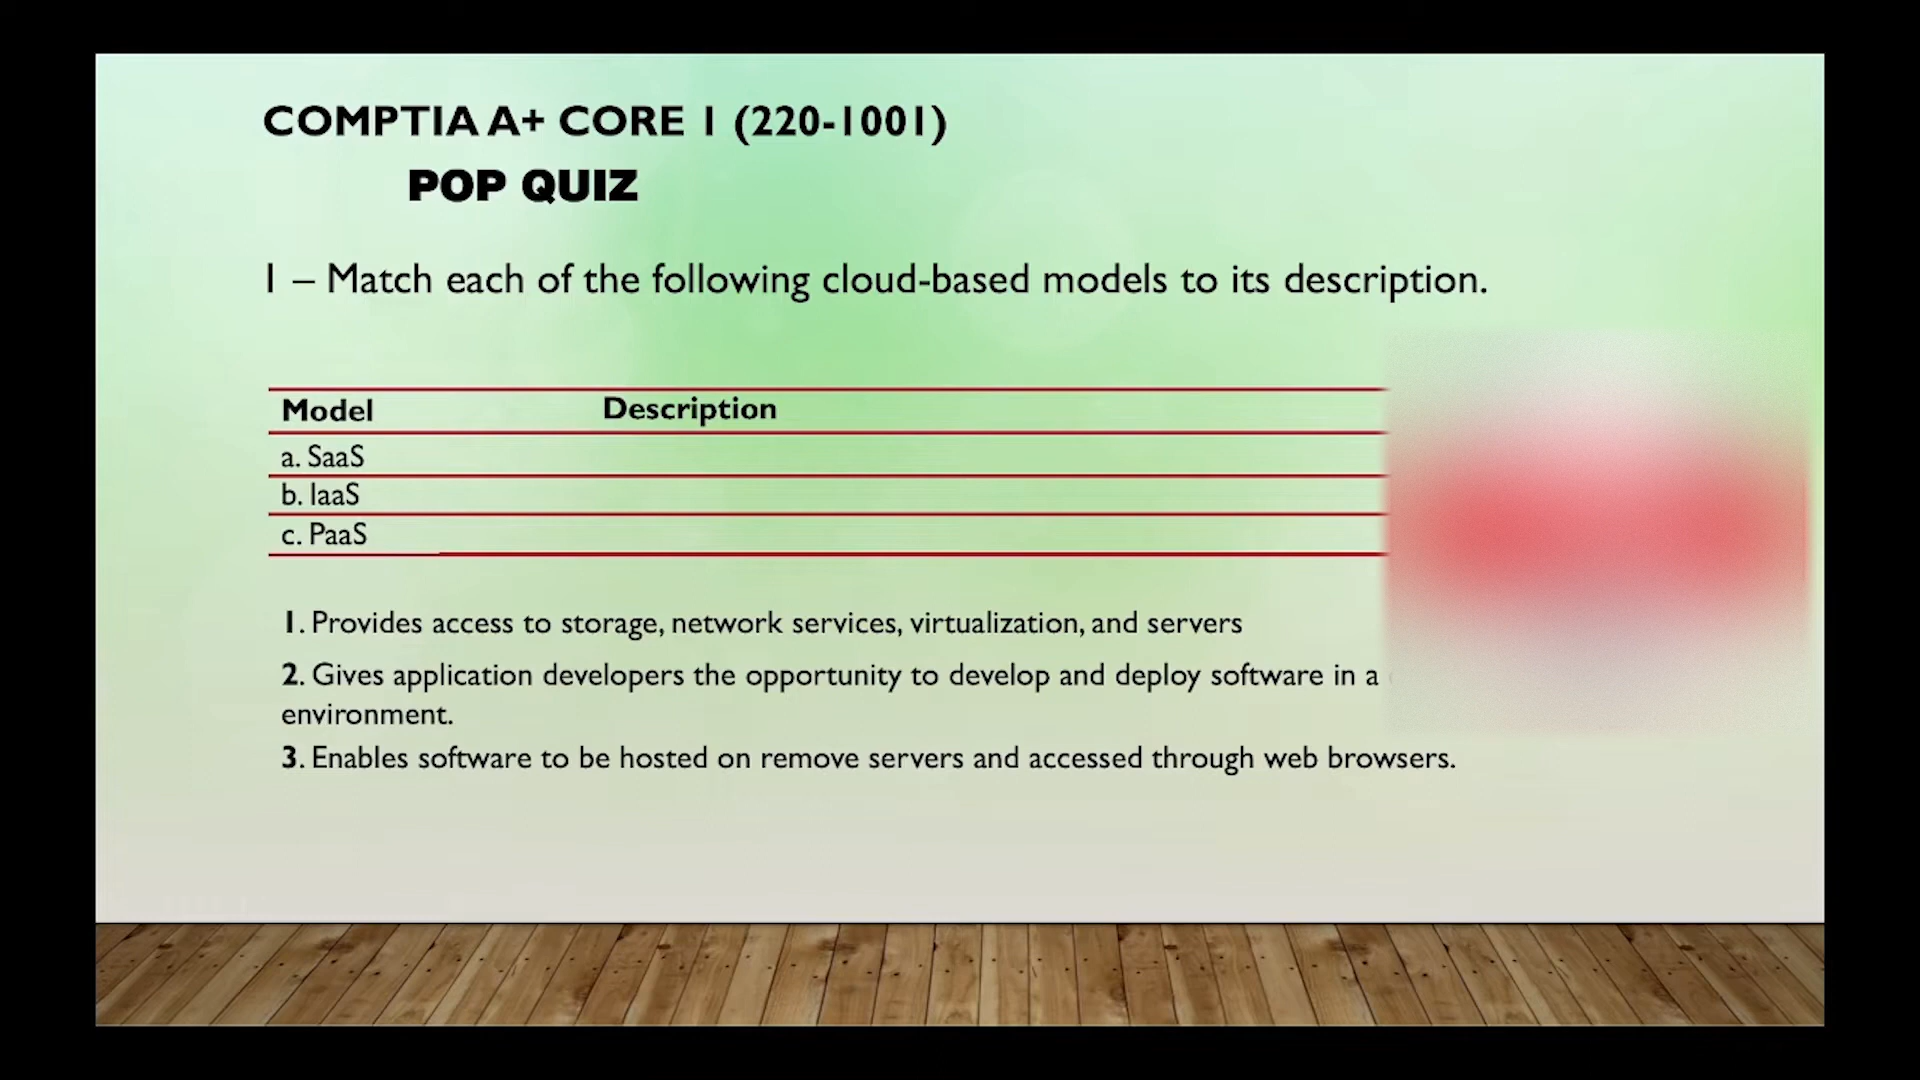 COMPTIA A+ CORE 1 (220-1001)
POP QUIZ
1 – Match each of the following cloud-based models to its description.
Model Description
a. SaaS
b. IaaS
c. PaaS
1. Provides access to storage, network services, virtualization, and servers
2. Gives application developers the opportunity to develop and deploy software in a
environment.
3. Enables software to be hosted on remove servers and accessed through web browsers.